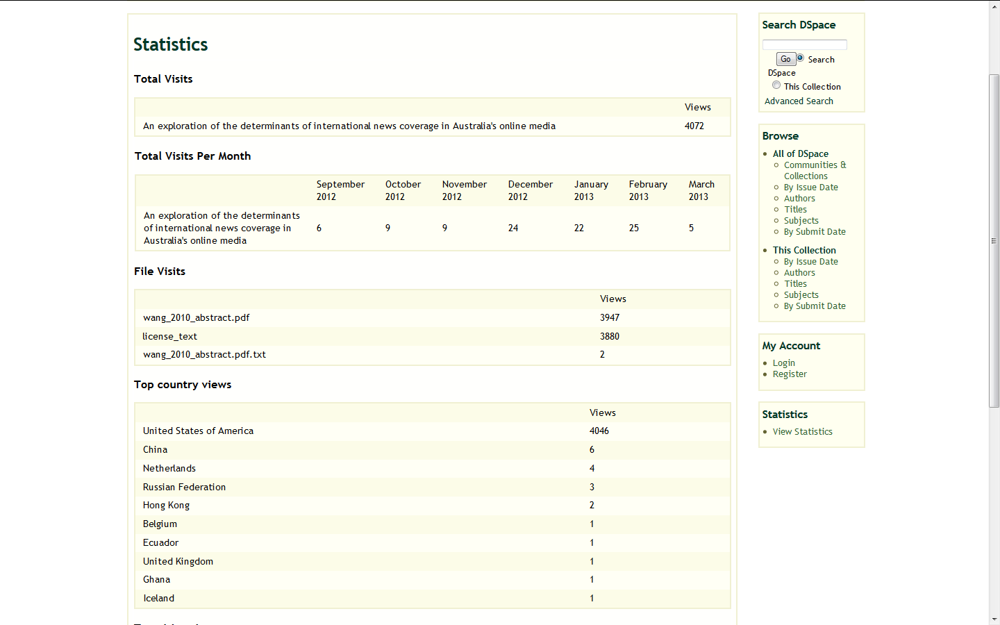 Statistics
Total Visits
Views
An exploration of the determinants of international news coverage in Australia's online media 4072
Total Visits Per Month
September 2012 October 2012 November 2012 December 2012 January 2013 February 2013 March 2013
An exploration of the determinants
of international news coverage in
Australia's online media
6 9 9 24 22 25 5
File Visits
Views
wang_2010_abstract.pdf 3947
license_text 3880
wang_2010_abstract.pdf.txt 2
Top country views
Views
United States of America 4046
China 6
Netherlands 4
Russian Federation 3
Hong Kong 2
Belgium 1
Ecuador 1
United Kingdom 1
Ghana 1
Iceland 1
Search DSpace
Go Search
DSpace
This Collection
Advanced Search
Browse
All of DSpace
Communities &
Collections
By Issue Date
Authors
Titles
Subjects
By Submit Date
This Collection
By Issue Date
Authors
Titles
Subjects
By Submit Date
My Account
Login
Register
Statistics
View Statistics